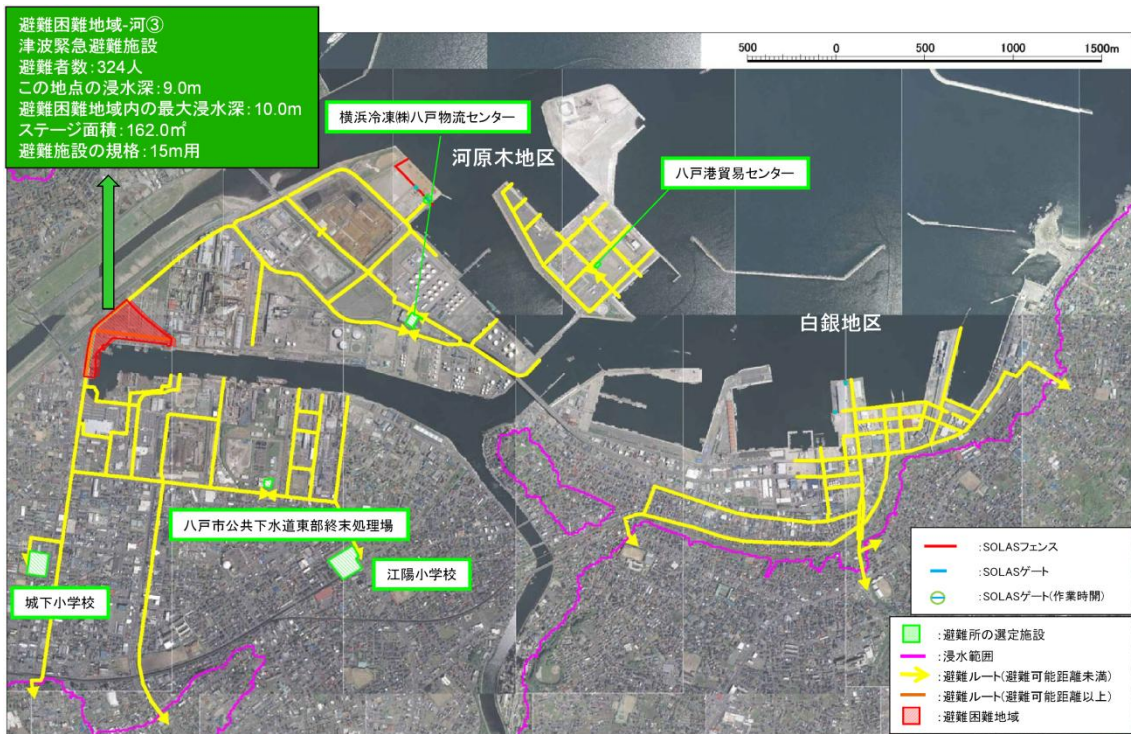 避難困難地域-河③
津波緊急避難施設
避難者数:324人
この地点の浸水深:9.0m
避難困難地域内の最大浸水深:10.0m
ステージ面積:162.0㎡
避難施設の規格:15m用
500 0 500 1000 1500m
横浜冷凍㈱八戸物流センター
河原木地区
八戸港貿易センター
白銀地区
八戸市公共下水道東部終末処理場
江陽小学校
城下小学校
:SOLASフェンス
:SOLASゲート
:SOLASゲート(作業時間)
:避難所の選定施設
:浸水範囲
:避難ルート(避難可能距離未満)
:避難ルート(避難可能距離以上)
:避難困難地域